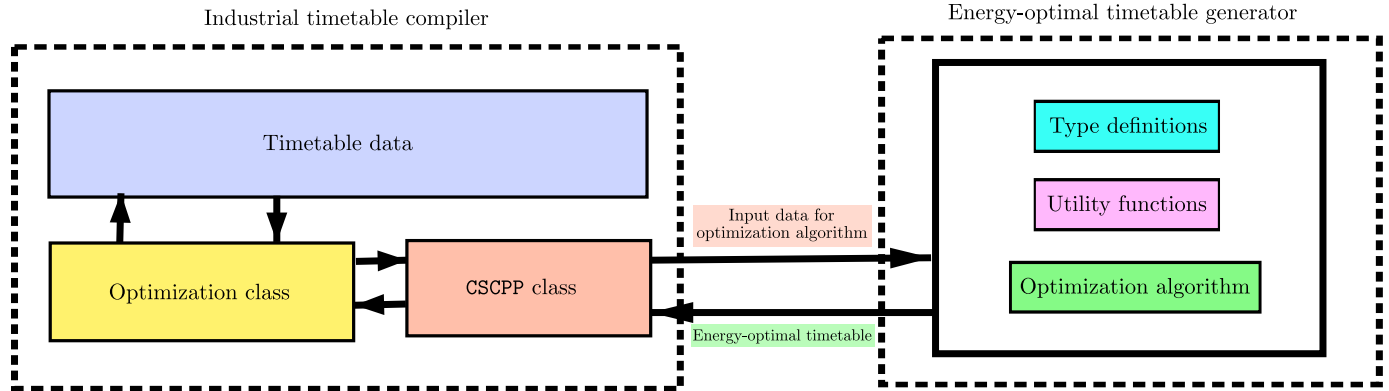 Industrial timetable compiler
Energy-optimal timetable generator
Timetable data
Type definitions
Utility functions
Input data for
optimization algorithm
Optimization class
CSCPP class
Optimization algorithm
Energy-optimal timetable